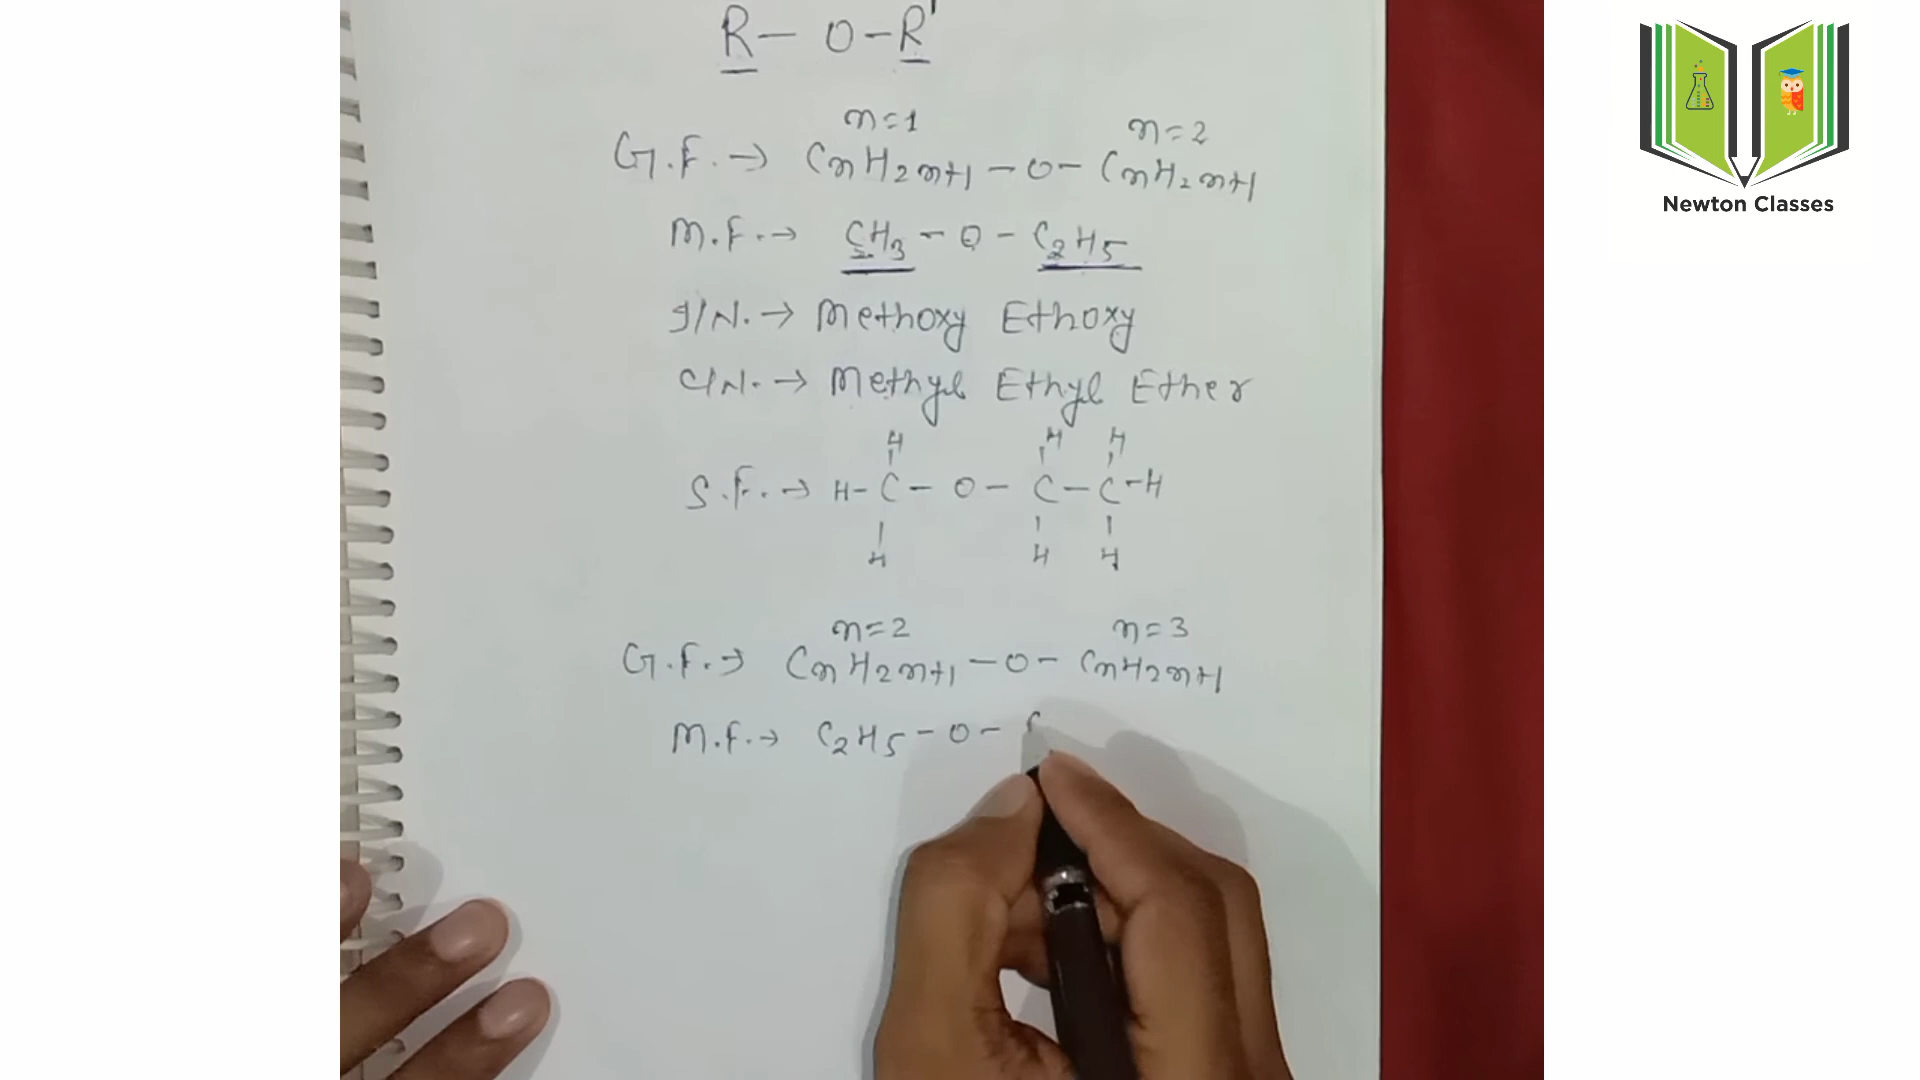 R – O – R'
n=1 n=2
G.F. → CnH2n+1 – O – CnH2n+1
M.F. → CH3 – O – C2H5
I/N. → Methoxy Ethoxy
C/N. → Methyl Ethyl Ether
H H H
S.F. → H – C – O – C – C – H
H H H
n=2 n=3
G.F. → CnH2n+1 – O – CnH2n+1
M.F. → C2H5 – O – C
Newton Classes